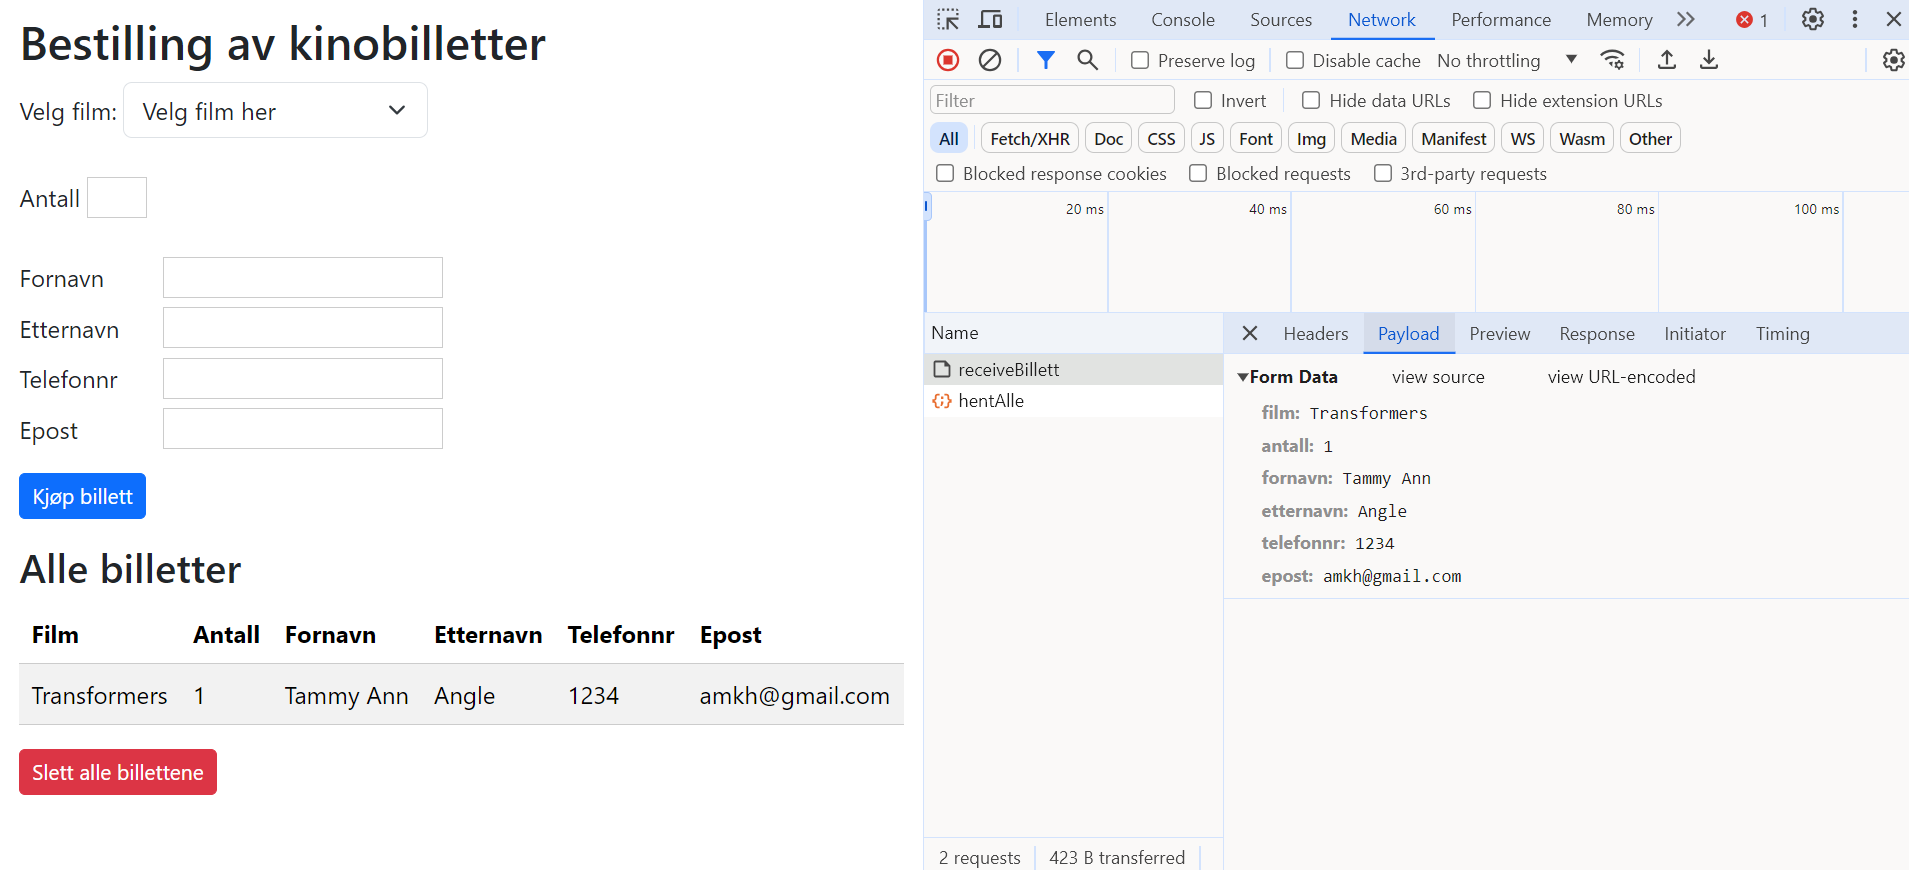 Bestilling av kinobilletter
Velg film: Velg film her
Antall
Fornavn
Etternavn
Telefonnr
Epost
Kjøp billett
Alle billetter
Film Antall Fornavn Etternavn Telefonnr Epost
Transformers 1 Tammy Ann Angle 1234 amkh@gmail.com
Slett alle billettene
Elements Console Sources Network Performance Memory 1
Preserve log Disable cache No throttling
Filter Invert Hide data URLs Hide extension URLs
All Fetch/XHR Doc CSS JS Font Img Media Manifest WS Wasm Other
Blocked response cookies Blocked requests 3rd-party requests
20 ms 40 ms 60 ms 80 ms 100 ms
Name
receiveBillett
hentAlle
Headers Payload Preview Response Initiator Timing
Form Data view source view URL-encoded
film: Transformers
antall: 1
fornavn: Tammy Ann
etternavn: Angle
telefonnr: 1234
epost: amkh@gmail.com
2 requests 423 B transferred